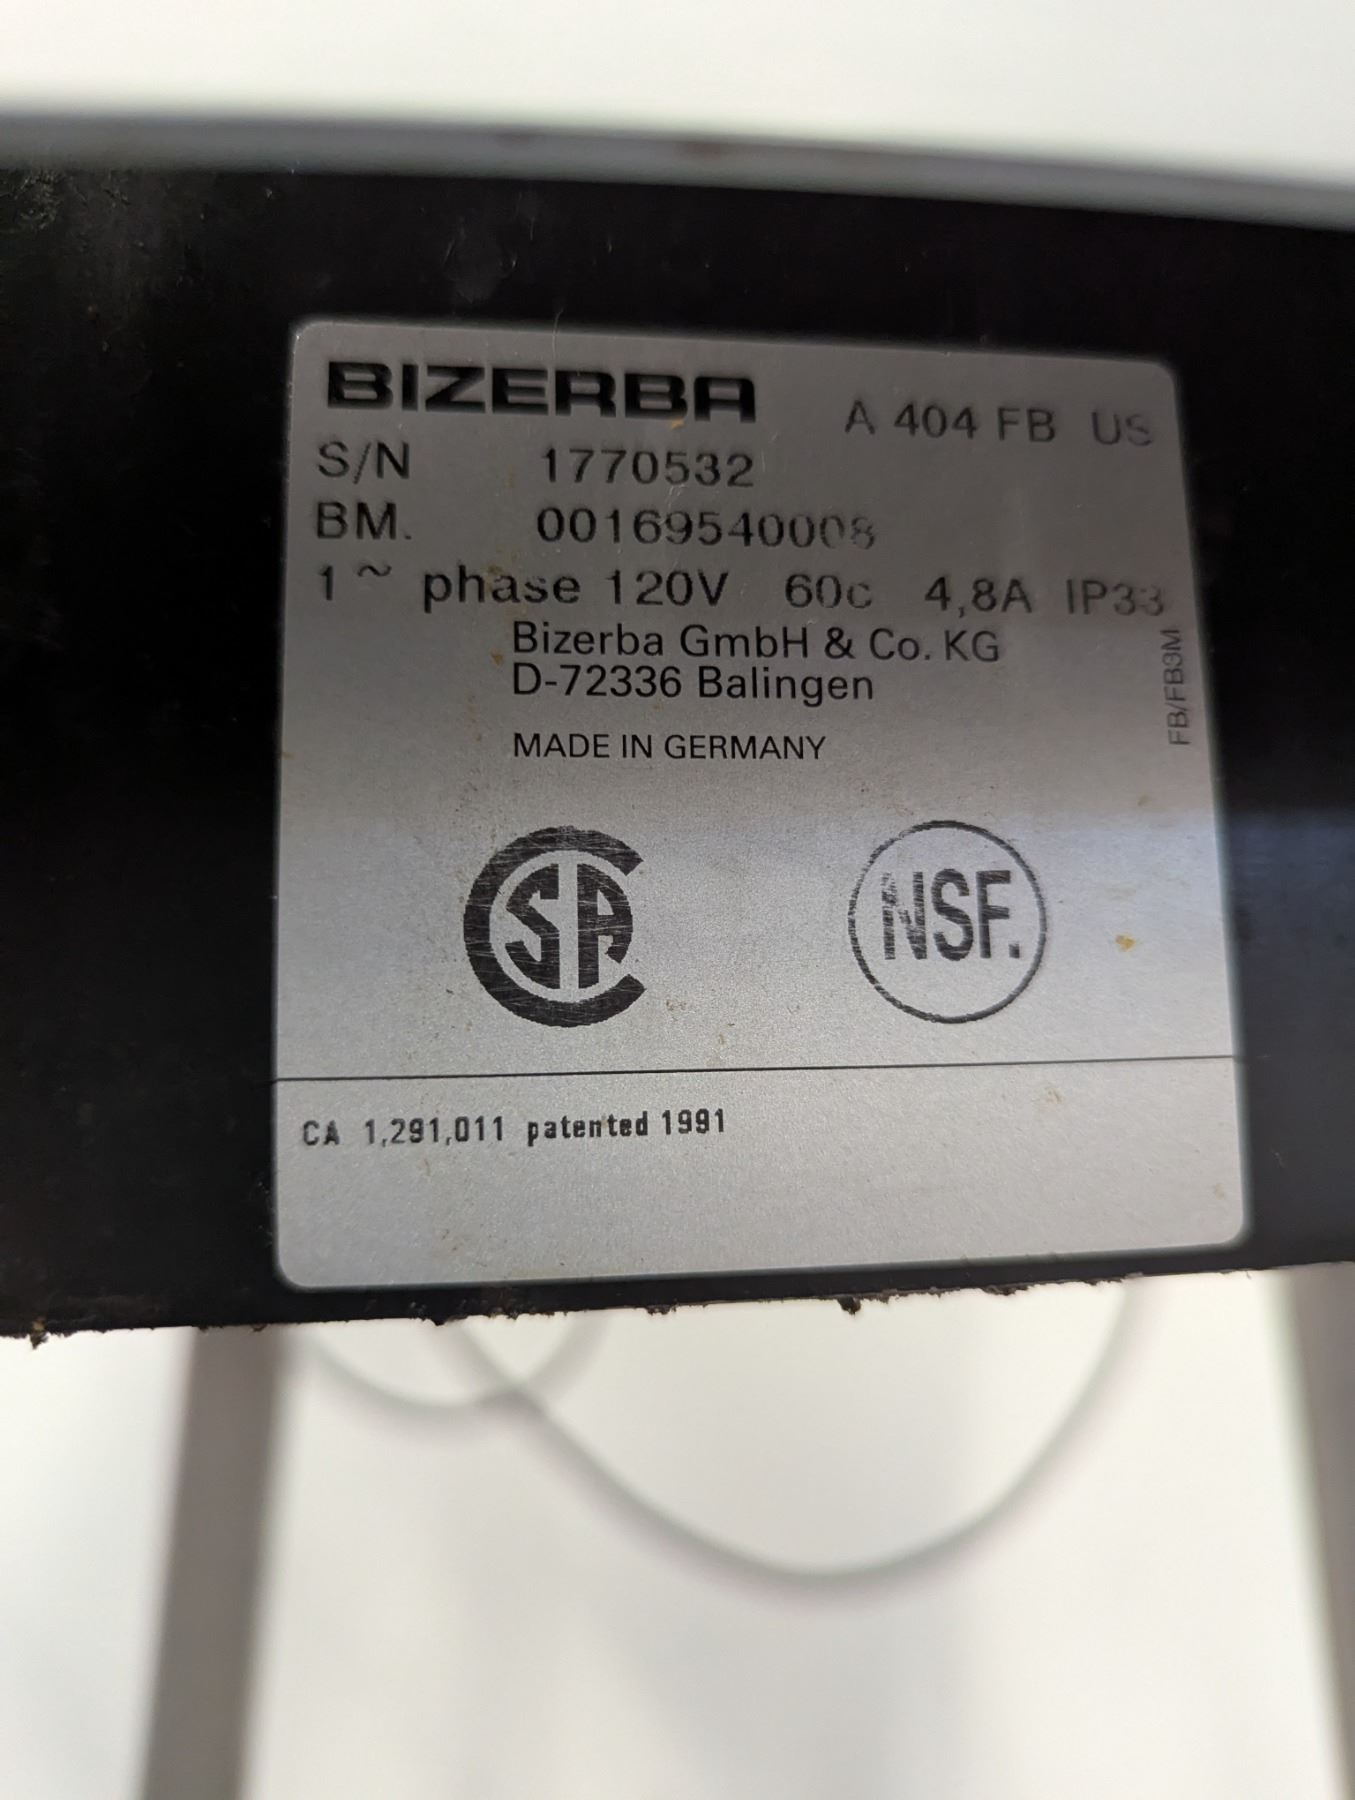 BIZERBA A 404 FB US
S/N 1770532
BM. 00169540008
1 ~ phase 120V 60c 4,8A IP33
Bizerba GmbH & Co. KG
D-72336 Balingen
FB/FB3M
MADE IN GERMANY
CSA
NSF.
CA 1,291,011 patented 1991